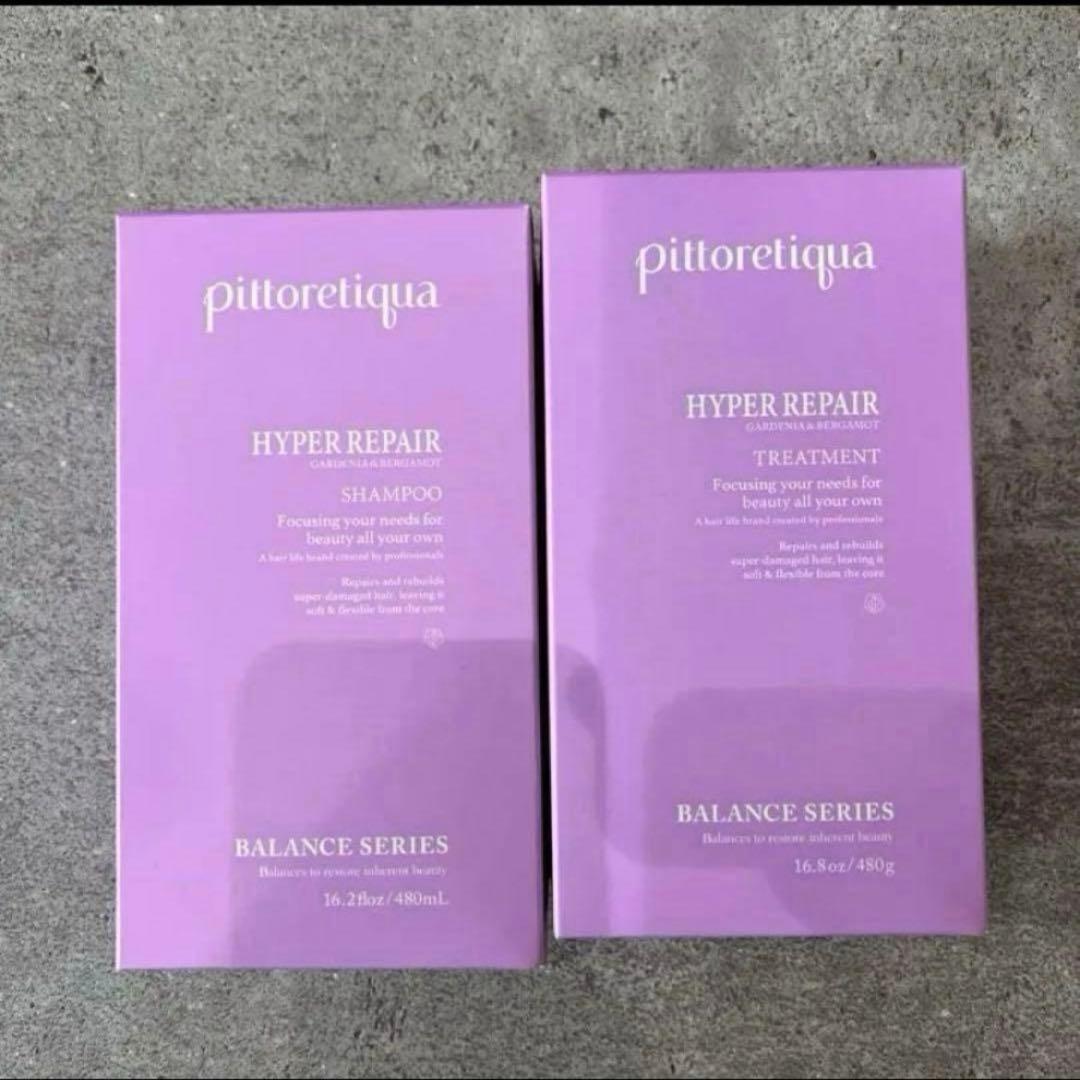 pittoretiqua
HYPER REPAIR
GARDENIA & BERGAMOT
SHAMPOO
Focusing your needs for
beauty all your own
A hair life brand created by professionals
Repairs and rebuilds
super-damaged hair, leaving it
soft & flexible from the core
BALANCE SERIES
Balances to restore inherent beauty
16.2floz/480mL
pittoretiqua
HYPER REPAIR
GARDENIA & BERGAMOT
TREATMENT
Focusing your needs for
beauty all your own
A hair life brand created by professionals
Repairs and rebuilds
super-damaged hair, leaving it
soft & flexible from the core
BALANCE SERIES
Balances to restore inherent beauty
16.8oz/480g